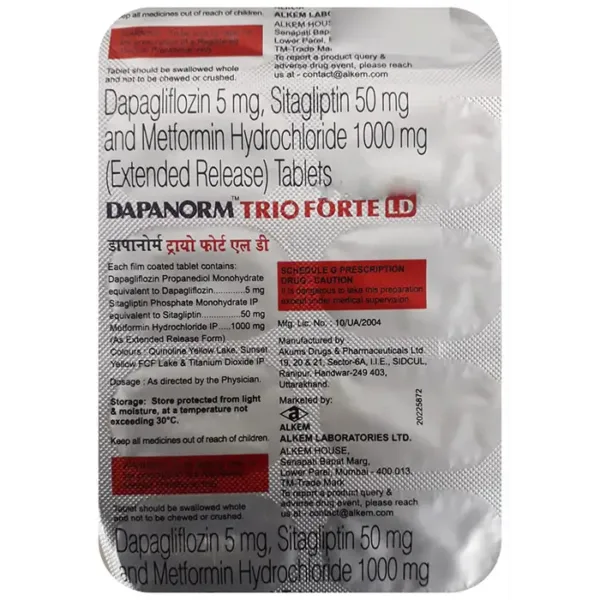 Keep all medicines out of reach of children.
Tablet should be swallowed whole
and not to be chewed or crushed.
ALKEM
ALKEM HOUSE
Senapati Bapat
Lower Parel,
TM-Trade Mark
To report a product query &
adverse drug event, please reach
us at - contact@alkem.com
Dapagliflozin 5 mg, Sitagliptin 50 mg
and Metformin Hydrochloride 1000 mg
(Extended Release) Tablets
DAPANORM™ TRIO FORTE LD
डापानोर्म ट्रायो फोर्ट एल डी
Each film coated tablet contains:
Dapagliflozin Propanediol Monohydrate
equivalent to Dapagliflozin..........5 mg
Sitagliptin Phosphate Monohydrate IP
equivalent to Sitagliptin............50 mg
Metformin Hydrochloride IP.....1000 mg
(As Extended Release Form)
Colours : Quinoline Yellow Lake, Sunset
Yellow FCF Lake & Titanium Dioxide IP
Dosage : As directed by the Physician.
Storage: Store protected from light
& moisture, at a temperature not
exceeding 30°C.
Keep all medicines out of reach of children.
SCHEDULE G PRESCRIPTION
DRUG - CAUTION
It is dangerous to take this preparation
except under medical supervision.
Mfg. Lic. No. : 10/UA/2004
Manufactured by
Akums Drugs & Pharmaceuticals Ltd.
19, 20 & 21, Sector-6A, I.I.E., SIDCUL,
Ranipur, Haridwar-249 403,
Uttarakhand.
Marketed by:
ALKEM
ALKEM LABORATORIES LTD.
ALKEM HOUSE,
Senapati Bapat Marg,
Lower Parel, Mumbai - 400 013.
TM-Trade Mark
To report a product query &
adverse drug event, please reach
us at - contact@alkem.com
20225872
Tablet should be swallowed whole
and not to be chewed or crushed.
Dapagliflozin 5 mg, Sitagliptin 50 mg
and Metformin Hydrochloride 1000 mg